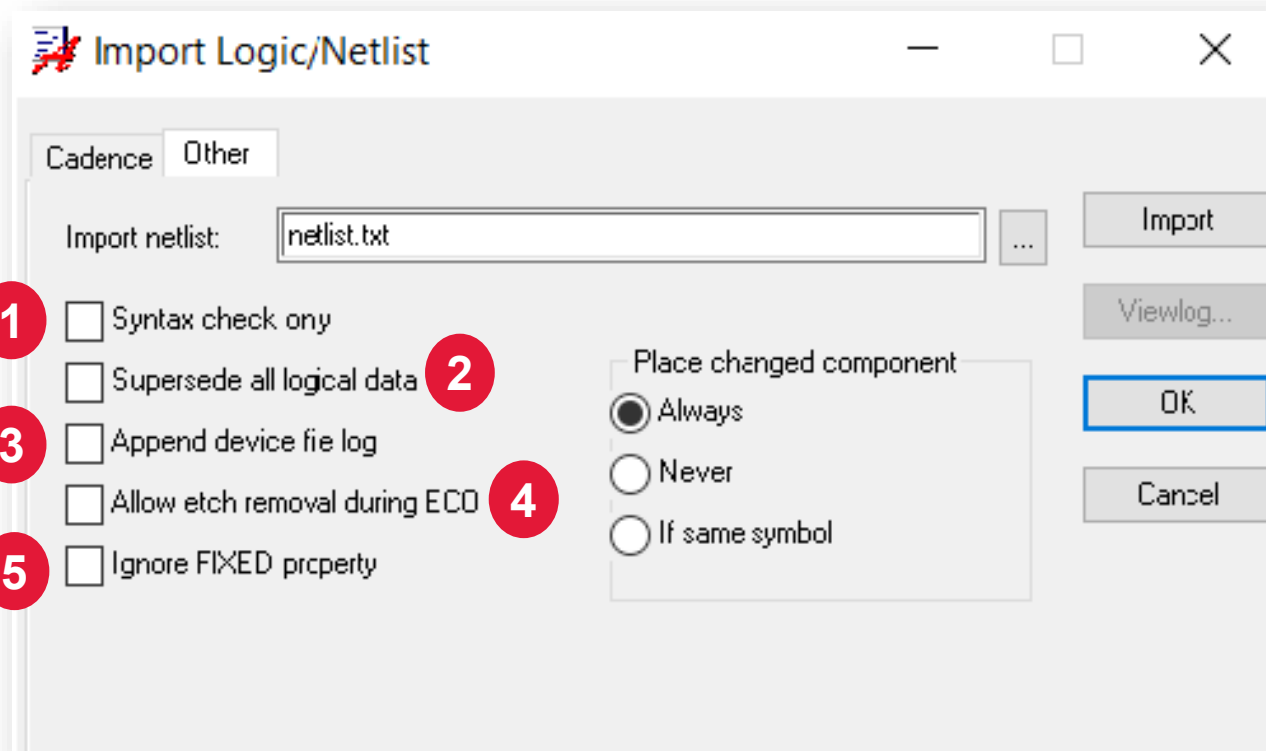 Import Logic/Netlist
Cadence Other
Import netlist: netlist.txt ... Import
1 Syntax check ony Viewlog...
Supersede all logical data 2 Place changed component
Always OK
3 Append device fie log
Never
Allow etch removal during ECO 4 Cancel
If same symbol
5 Ignore FIXED property